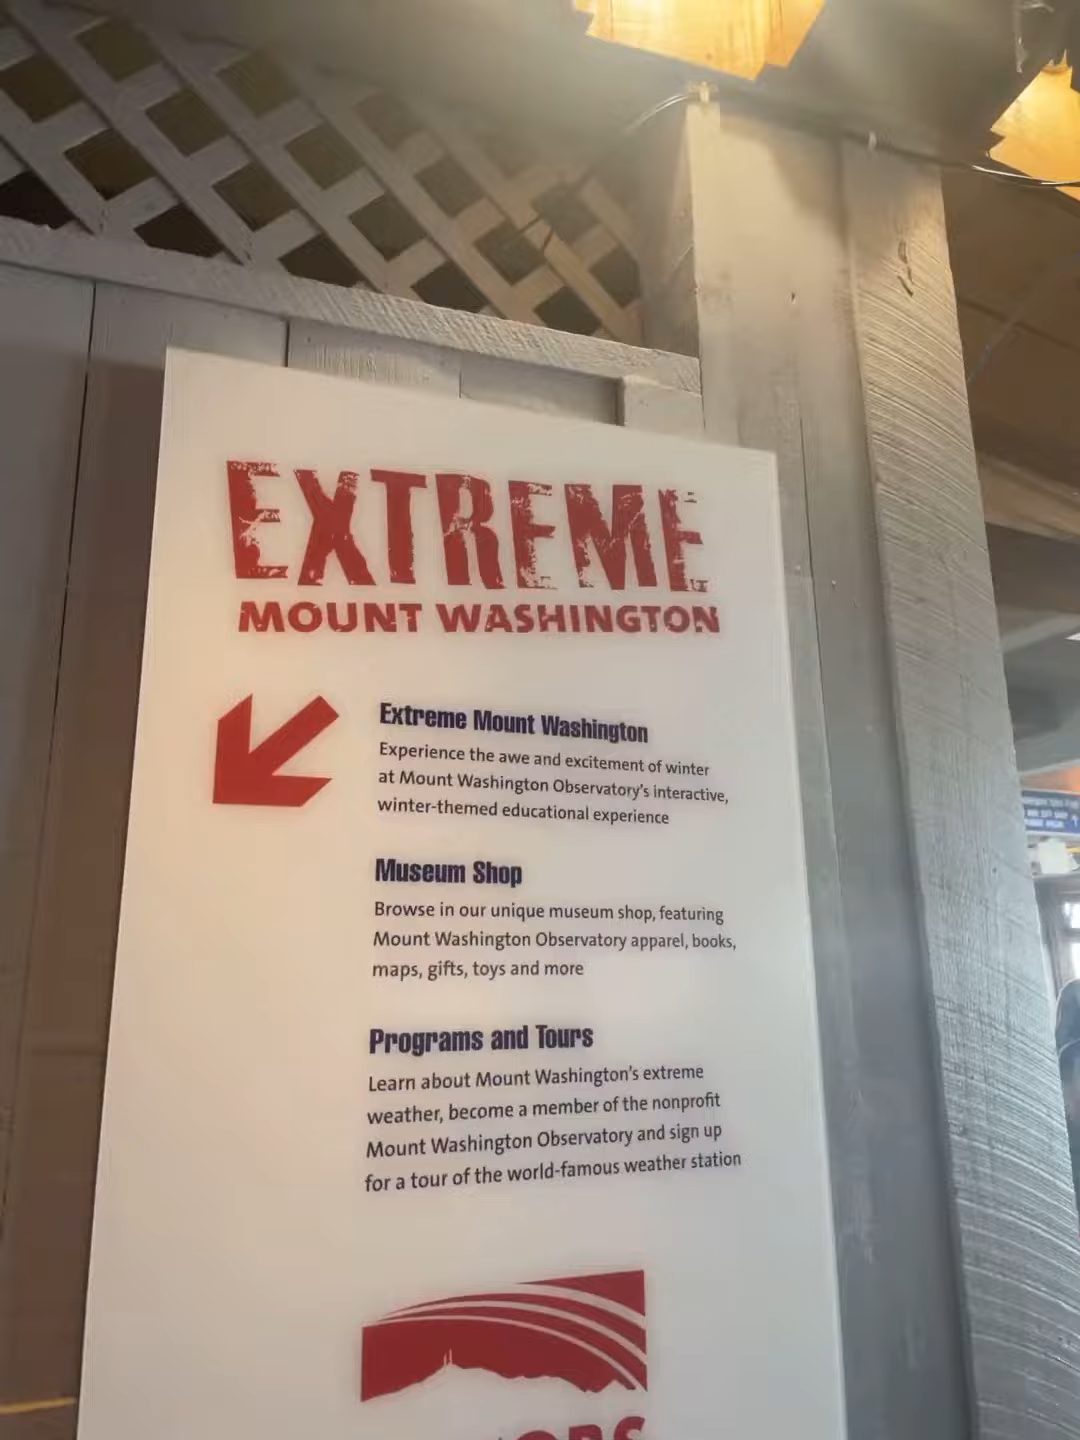 EXTREME
MOUNT WASHINGTON
Extreme Mount Washington
Experience the awe and excitement of winter
at Mount Washington Observatory's interactive,
winter-themed educational experience
Museum Shop
Browse in our unique museum shop, featuring
Mount Washington Observatory apparel, books,
maps, gifts, toys and more
Programs and Tours
Learn about Mount Washington's extreme
weather, become a member of the nonprofit
Mount Washington Observatory and sign up
for a tour of the world-famous weather station